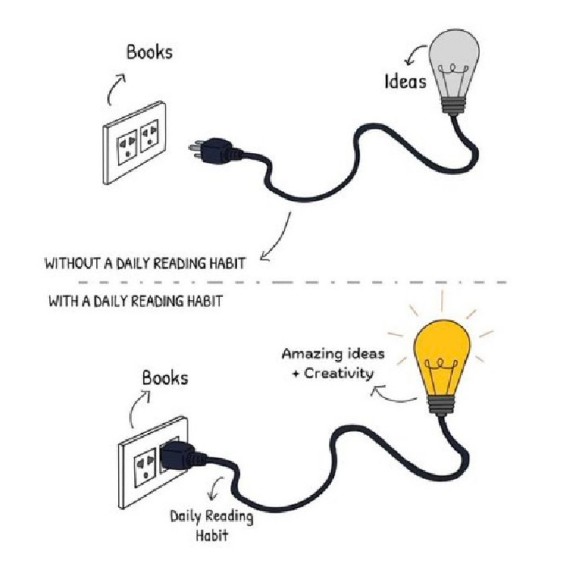 Books
Ideas
WITHOUT A DAILY READING HABIT
WITH A DAILY READING HABIT
Amazing ideas
+ Creativity
Books
Daily Reading
Habit